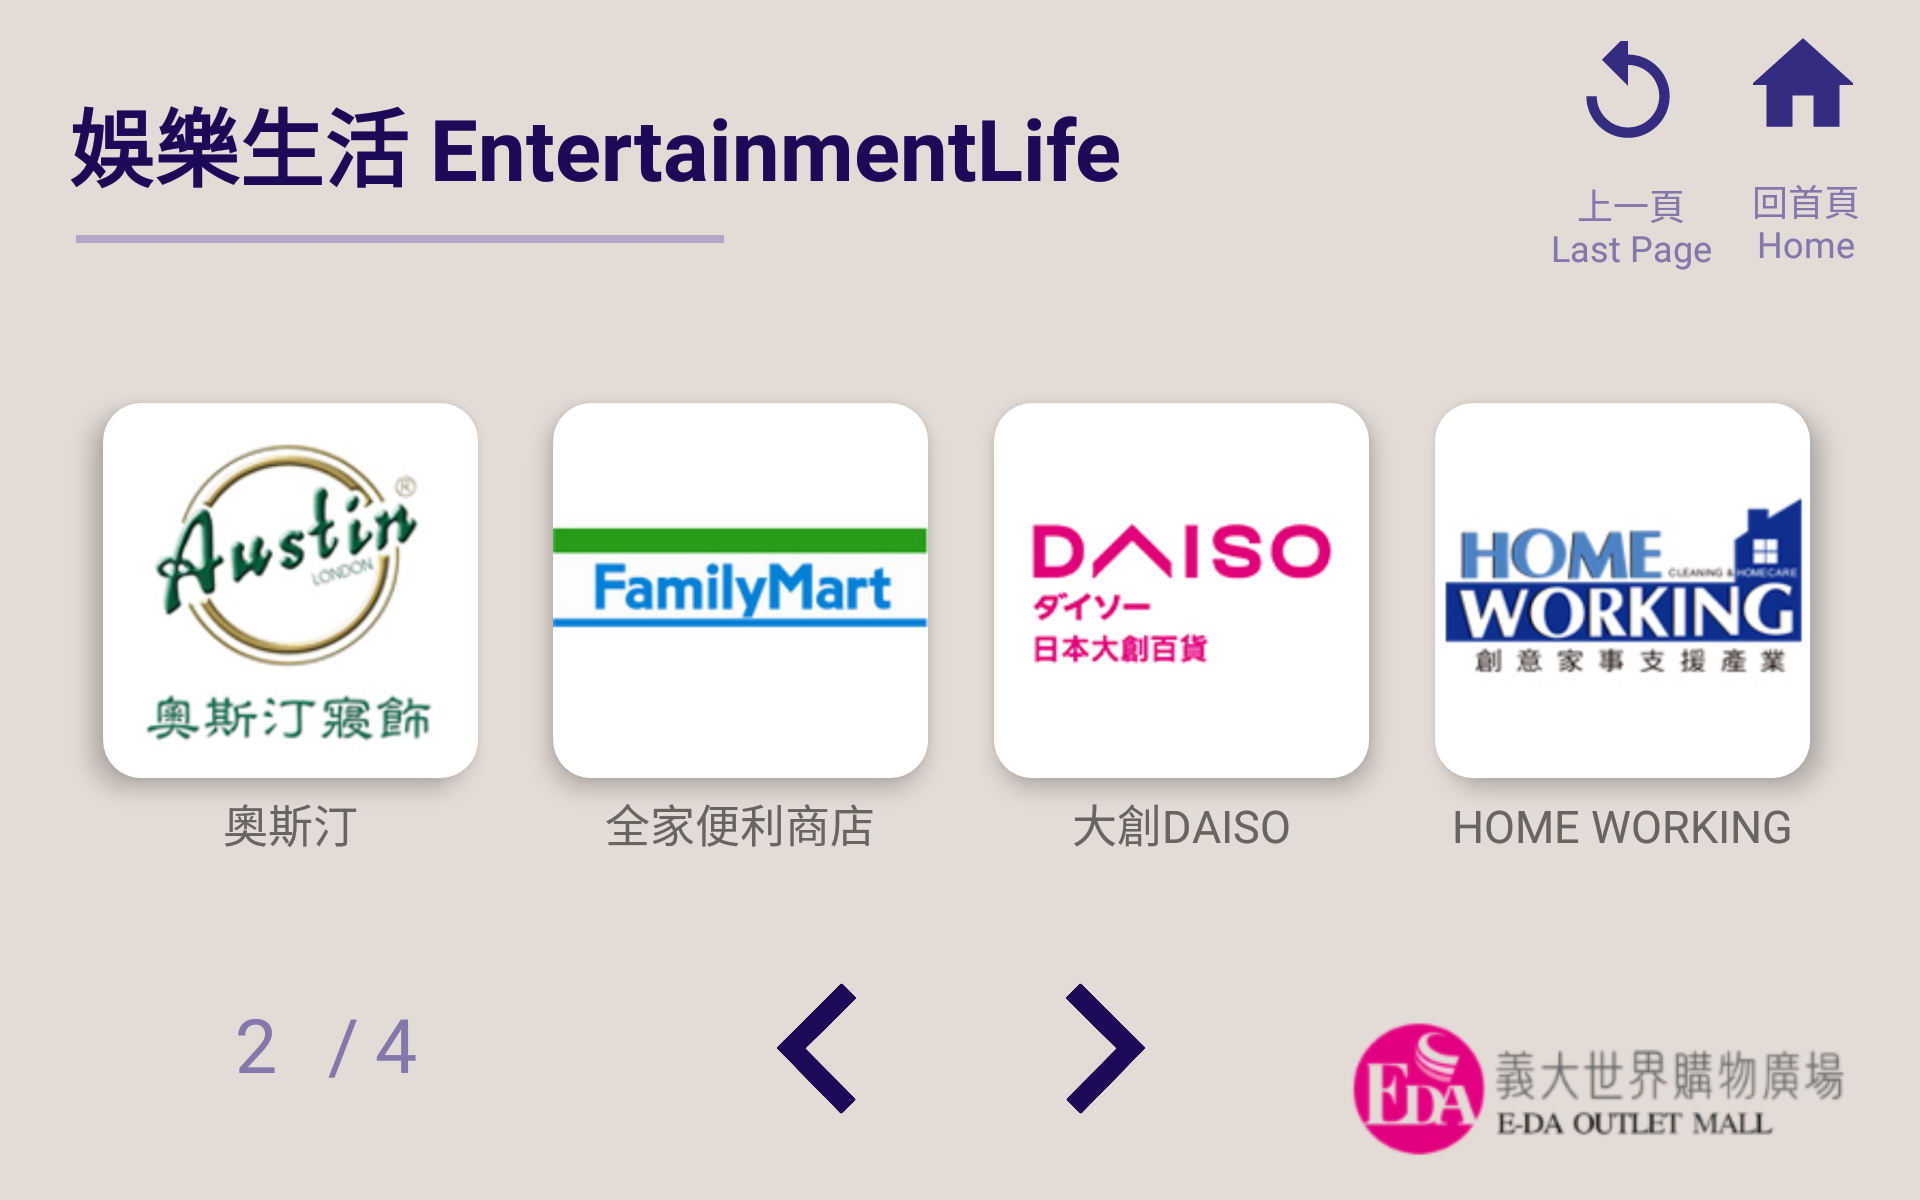 娛樂生活 EntertainmentLife
上一頁
Last Page
回首頁
Home
Austin®
LONDON
奧斯汀寢飾
奧斯汀
FamilyMart
全家便利商店
DAISO
ダイソー
日本大創百貨
大創DAISO
HOME CLEANING & HOMECARE
WORKING
創意家事支援產業
HOME WORKING
2 / 4
EDA
義大世界購物廣場
E-DA OUTLET MALL